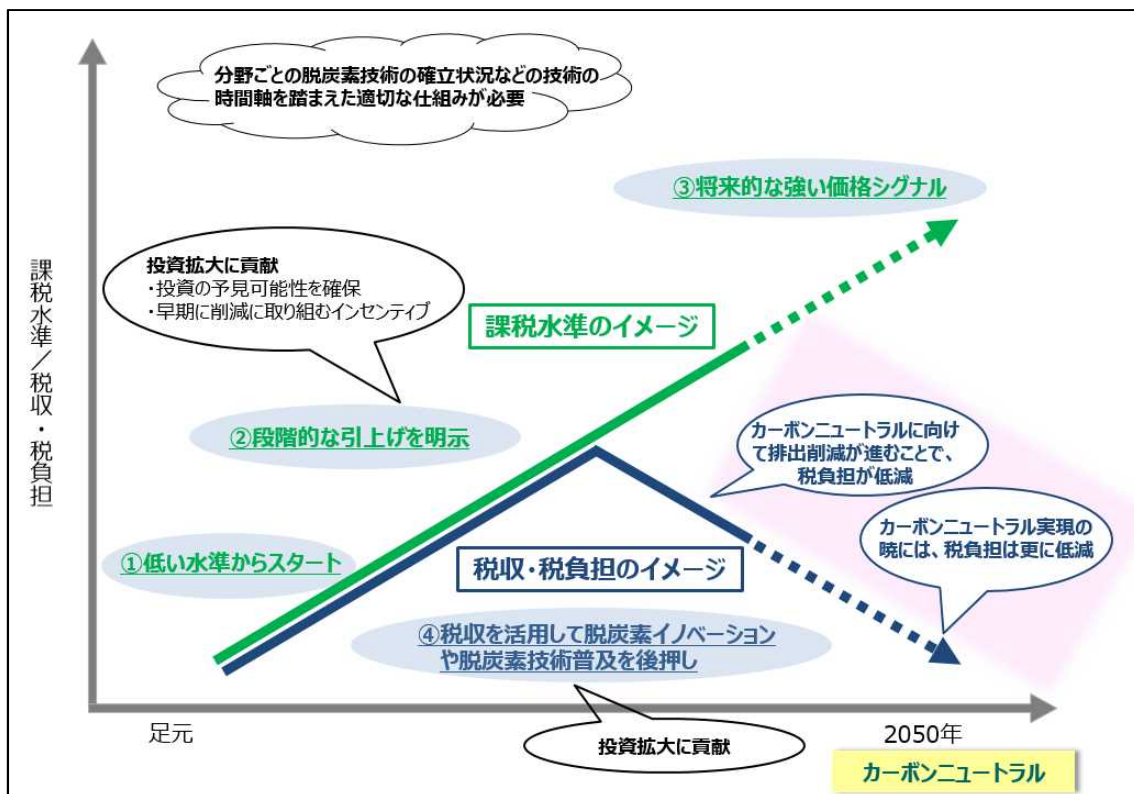 分野ごとの脱炭素技術の確立状況などの技術の
時間軸を踏まえた適切な仕組みが必要
③将来的な強い価格シグナル
投資拡大に貢献
・投資の予見可能性を確保
・早期に削減に取り組むインセンティブ
課税水準のイメージ
課税水準／税収・税負担
②段階的な引上げを明示
カーボンニュートラルに向け
て排出削減が進むことで、
税負担が低減
カーボンニュートラル実現の
暁には、税負担は更に低減
①低い水準からスタート
税収・税負担のイメージ
④税収を活用して脱炭素イノベーション
や脱炭素技術普及を後押し
足元
2050年
投資拡大に貢献
カーボンニュートラル